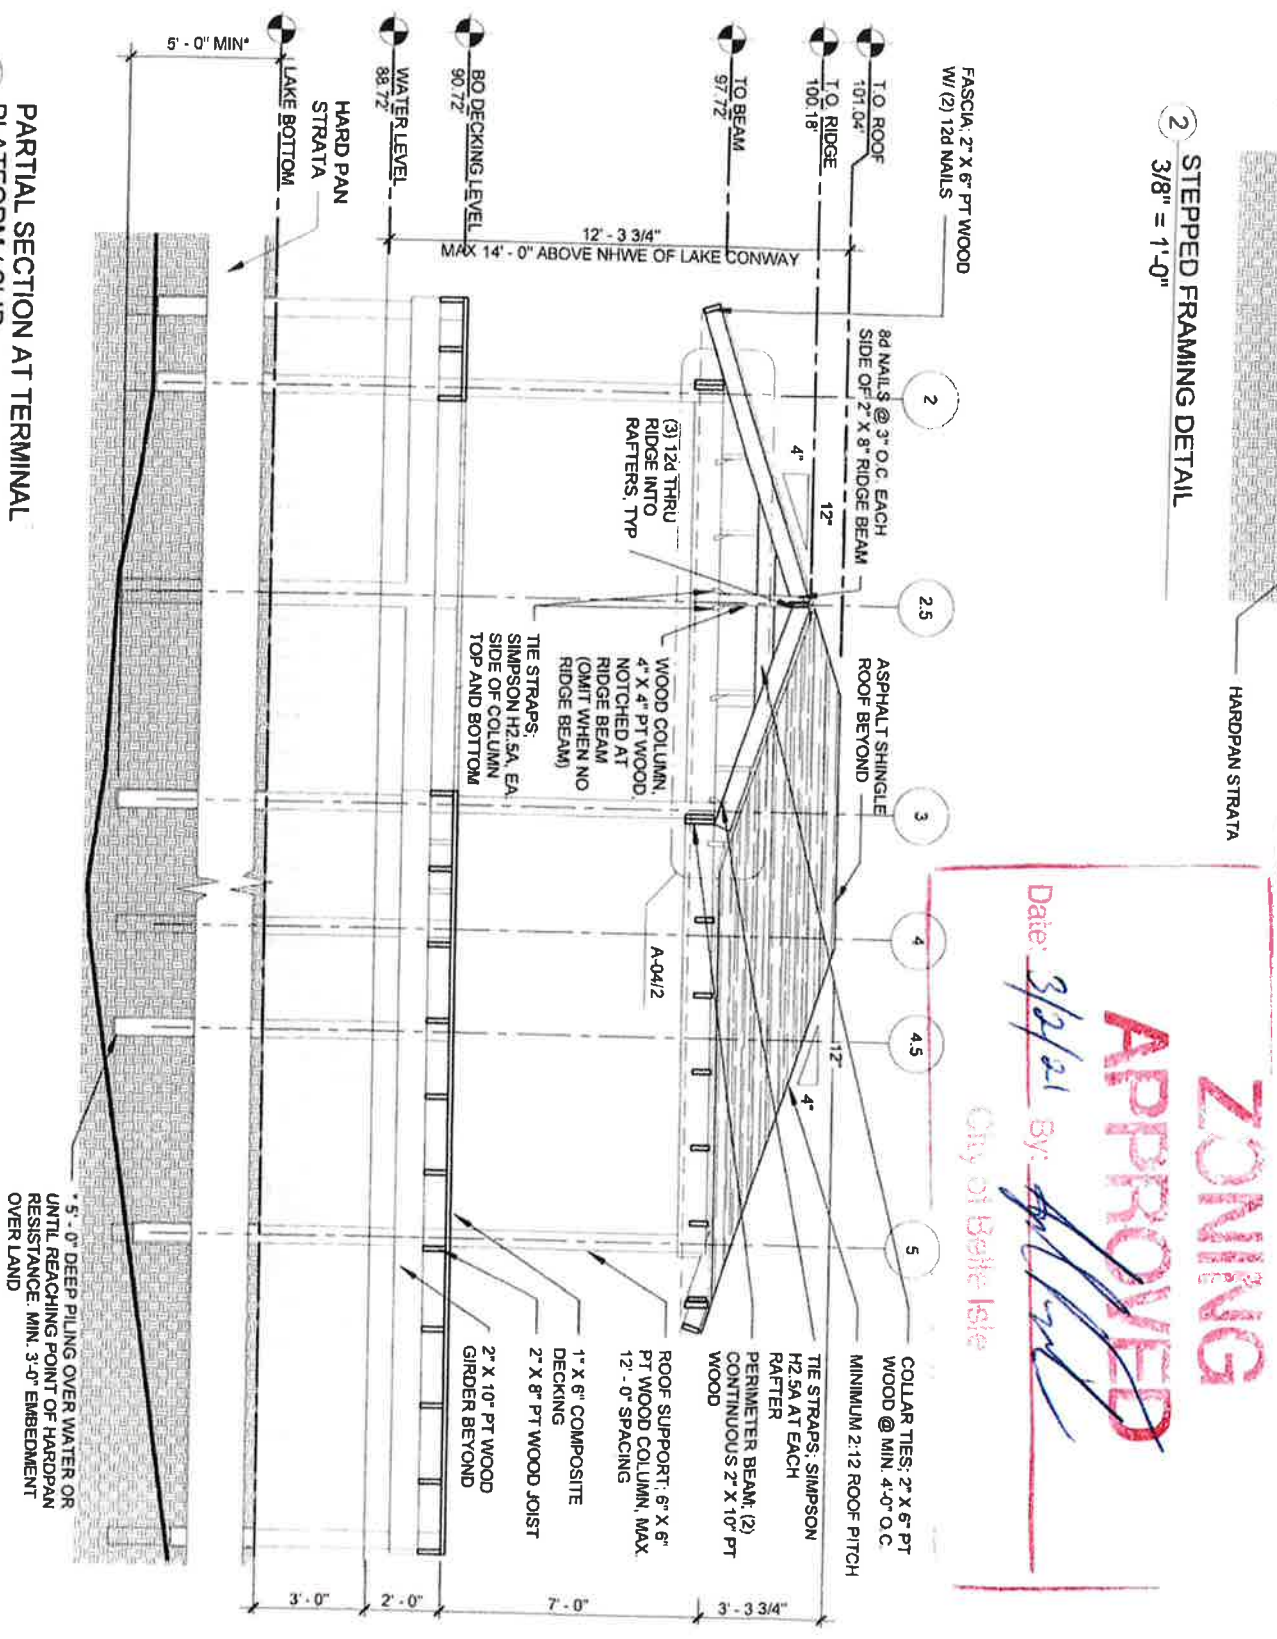 HARDPAN STRATA
2
STEPPED FRAMING DETAIL
3/8" = 1'-0"
ZONING
APPROVED
Date: 3/2/21 By:
City of Belle Isle
FASCIA; 2" X 6" PT WOOD
W/ (2) 12d NAILS
T.O. ROOF
101.04'
T.O. RIDGE
100.18'
TO BEAM
97.72'
BO DECKING LEVEL
90.72'
WATER LEVEL
88.72'
LAKE BOTTOM
5' - 0" MIN*
HARD PAN
STRATA
12' - 3 3/4"
MAX 14' - 0" ABOVE NHWE OF LAKE CONWAY
2
2.5
3
4
4.5
5
8d NAILS @ 3" O.C. EACH
SIDE OF 2" X 8" RIDGE BEAM
4"
12"
ASPHALT SHINGLE
ROOF BEYOND
12"
4"
(3) 12d THRU
RIDGE INTO
RAFTERS, TYP
WOOD COLUMN,
4" X 4" PT WOOD,
NOTCHED AT
RIDGE BEAM
(OMIT WHEN NO
RIDGE BEAM)
TIE STRAPS;
SIMPSON H2.5A, EA.
SIDE OF COLUMN
TOP AND BOTTOM
A-04/2
COLLAR TIES; 2" X 6" PT
WOOD @ MIN. 4'-0" O.C.
MINIMUM 2:12 ROOF PITCH
TIE STRAPS; SIMPSON
H2.5A AT EACH
RAFTER
PERIMETER BEAM; (2)
CONTINUOUS 2" X 10" PT
WOOD
ROOF SUPPORT; 6" X 6"
PT WOOD COLUMN, MAX.
12' - 0" SPACING
1" X 6" COMPOSITE
DECKING
2" X 8" PT WOOD JOIST
2" X 10" PT WOOD
GIRDER BEYOND
3' - 3 3/4"
7' - 0"
2' - 0"
3' - 0"
* 5' - 0" DEEP PILING OVER WATER OR
UNTIL REACHING POINT OF HARDPAN
RESISTANCE. MIN. 3'-0" EMBEDMENT
OVER LAND
PARTIAL SECTION AT TERMINAL